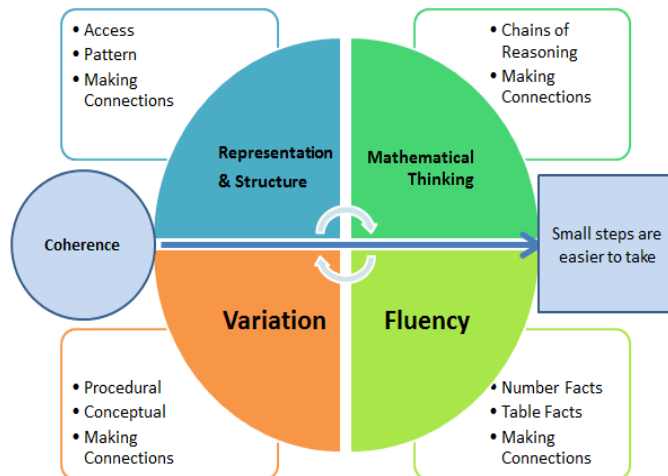 • Access
• Pattern
• Making
Connections
• Chains of
Reasoning
• Making
Connections
Representation
& Structure
Mathematical
Thinking
Coherence
Small steps are
easier to take
Variation
Fluency
• Procedural
• Conceptual
• Making
Connections
• Number Facts
• Table Facts
• Making
Connections